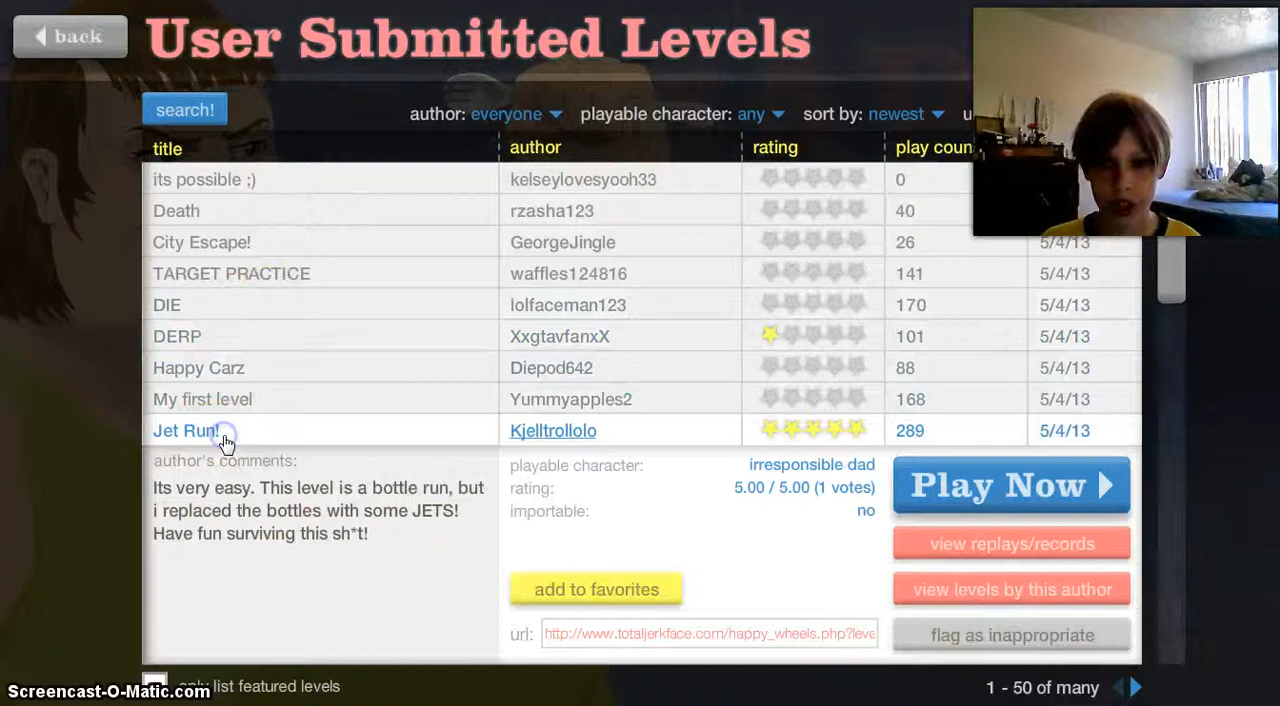 back
User Submitted Levels
search!
author: everyone playable character: any sort by: newest u
title author rating play coun
its possible ;) kelseylovesyooh33 0
Death rzasha123 40
City Escape! GeorgeJingle 26 5/4/13
TARGET PRACTICE waffles124816 141 5/4/13
DIE lolfaceman123 170 5/4/13
DERP XxgtavfanxX 101 5/4/13
Happy Carz Diepod642 88 5/4/13
My first level Yummyapples2 168 5/4/13
Jet Run! Kjelltrollolo 289 5/4/13
author's comments:
Its very easy. This level is a bottle run, but
i replaced the bottles with some JETS!
Have fun surviving this sh*t!
playable character: irresponsible dad
rating: 5.00 / 5.00 (1 votes)
importable: no
add to favorites
url: http://www.totaljerkface.com/happy_wheels.php?leve
Play Now
view replays/records
view levels by this author
flag as inappropriate
only list featured levels
1 - 50 of many
Screencast-O-Matic.com